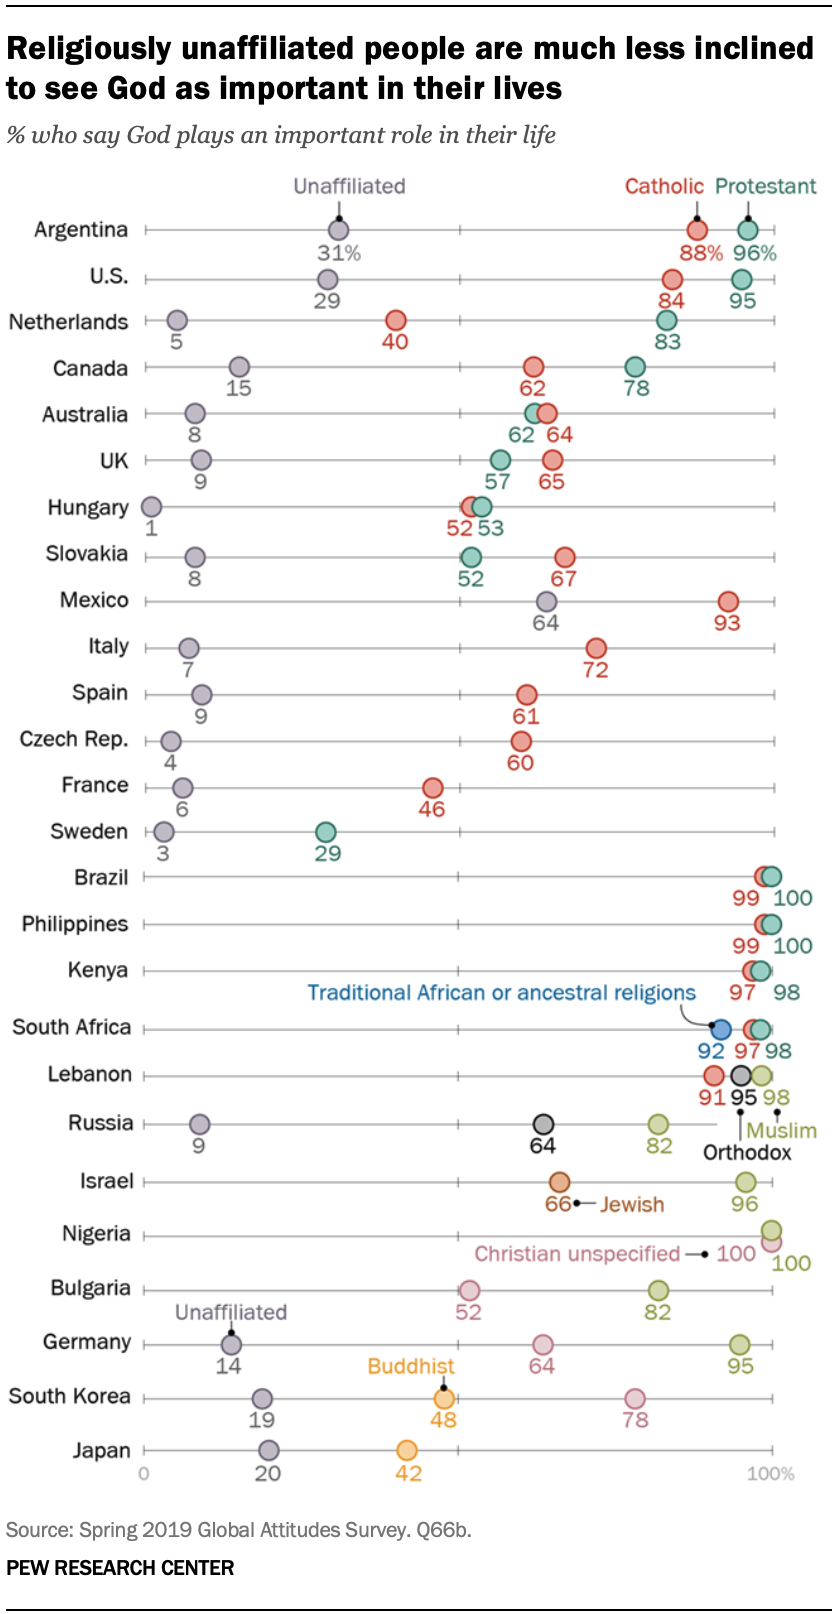 Religiously unaffiliated people are much less inclined
to see God as important in their lives
% who say God plays an important role in their life
Unaffiliated Catholic Protestant
Argentina
31% 88% 96%
U.S.
29 84 95
Netherlands
5 40 83
Canada
15 62 78
Australia
8 62 64
UK
9 57 65
Hungary
1 52 53
Slovakia
8 52 67
Mexico
64 93
Italy
7 72
Spain
9 61
Czech Rep.
4 60
France
6 46
Sweden
3 29
Brazil
99 100
Philippines
99 100
Kenya
Traditional African or ancestral religions 97 98
South Africa
92 97 98
Lebanon
91 95 98
Russia
Muslim
9 64 82
Orthodox
Israel
66 Jewish 96
Nigeria
Christian unspecified 100 100
Bulgaria
52 82
Unaffiliated
Germany
14 64 95
Buddhist
South Korea
19 48 78
Japan
0 20 42 100%
Source: Spring 2019 Global Attitudes Survey. Q66b.
PEW RESEARCH CENTER